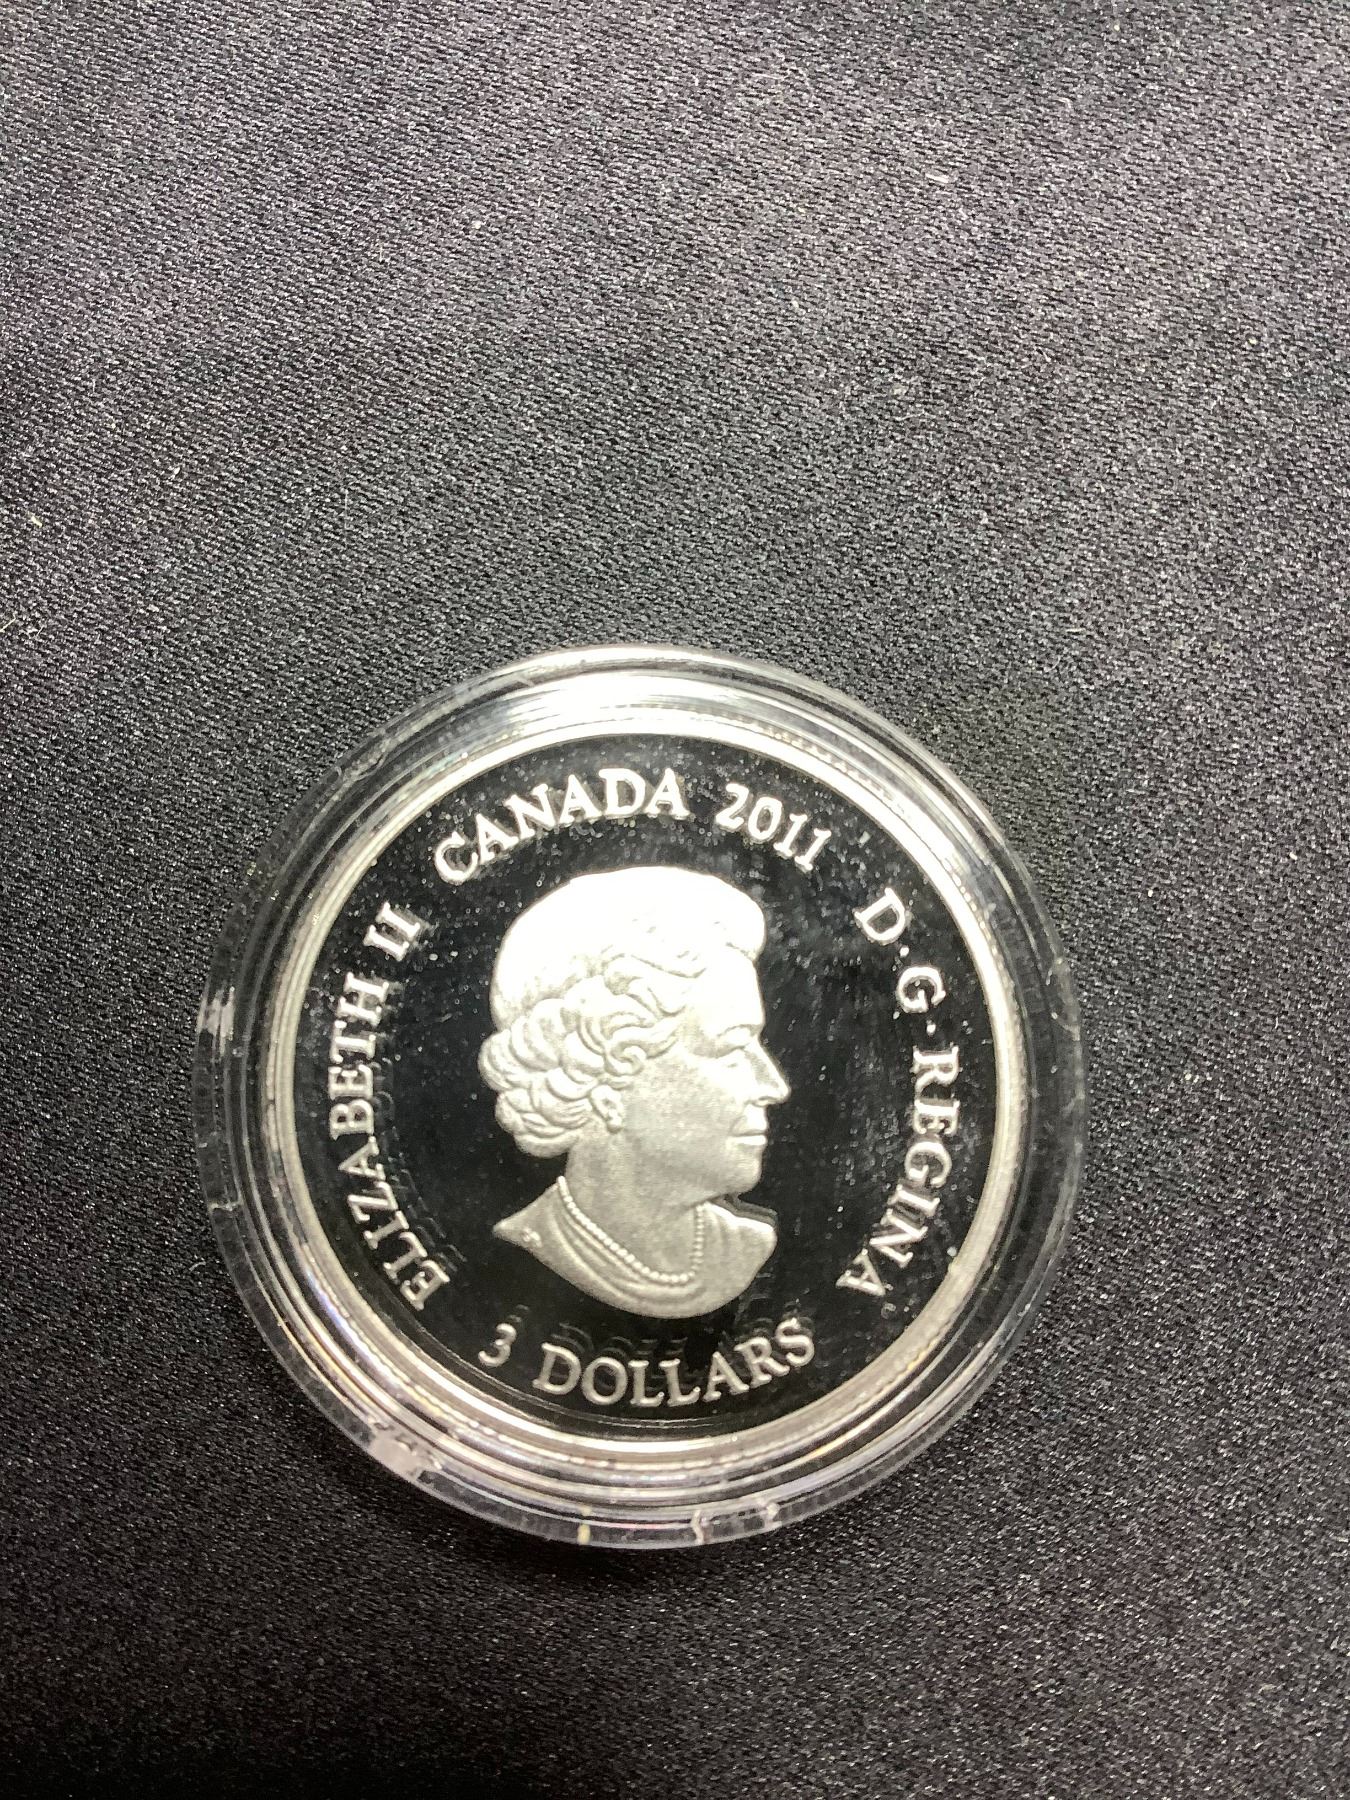 ELIZABETH II
CANADA 2011
D·G·REGINA
3 DOLLARS